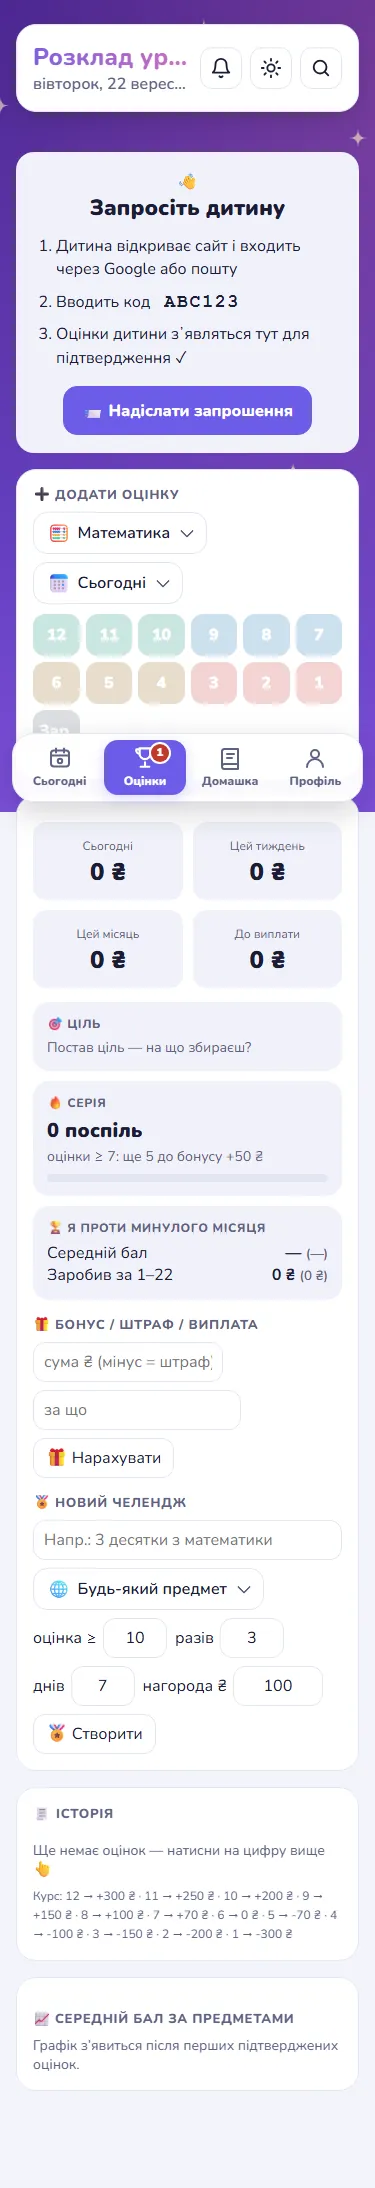 Розклад ур...
вівторок, 22 верес...
Запросіть дитину
1. Дитина відкриває сайт і входить
через Google або пошту
2. Вводить код ABC123
3. Оцінки дитини з'являться тут для
підтвердження ✓
Надіслати запрошення
ДОДАТИ ОЦІНКУ
Математика
Сьогодні
12 11 10 9 8 7
6 5 4 3 2 1
Зар
Сьогодні Оцінки 1 Домашка Профіль
Сьогодні Цей тиждень
0 ₴ 0 ₴
Цей місяць До виплати
0 ₴ 0 ₴
ЦІЛЬ
Постав ціль — на що збираєш?
СЕРІЯ
0 поспіль
оцінки ≥ 7: ще 5 до бонусу +50 ₴
Я ПРОТИ МИНУЛОГО МІСЯЦЯ
Середній бал — (—)
Заробив за 1–22 0 ₴ (0 ₴)
БОНУС / ШТРАФ / ВИПЛАТА
сума ₴ (мінус = штраф)
за що
Нарахувати
НОВИЙ ЧЕЛЕНДЖ
Напр.: 3 десятки з математики
Будь-який предмет
оцінка ≥ 10 разів 3
днів 7 нагорода ₴ 100
Створити
ІСТОРІЯ
Ще немає оцінок — натисни на цифру вище
Курс: 12 → +300 ₴ · 11 → +250 ₴ · 10 → +200 ₴ · 9 →
+150 ₴ · 8 → +100 ₴ · 7 → +70 ₴ · 6 → 0 ₴ · 5 → -70 ₴ · 4
→ -100 ₴ · 3 → -150 ₴ · 2 → -200 ₴ · 1 → -300 ₴
СЕРЕДНІЙ БАЛ ЗА ПРЕДМЕТАМИ
Графік з'явиться після перших підтверджених
оцінок.